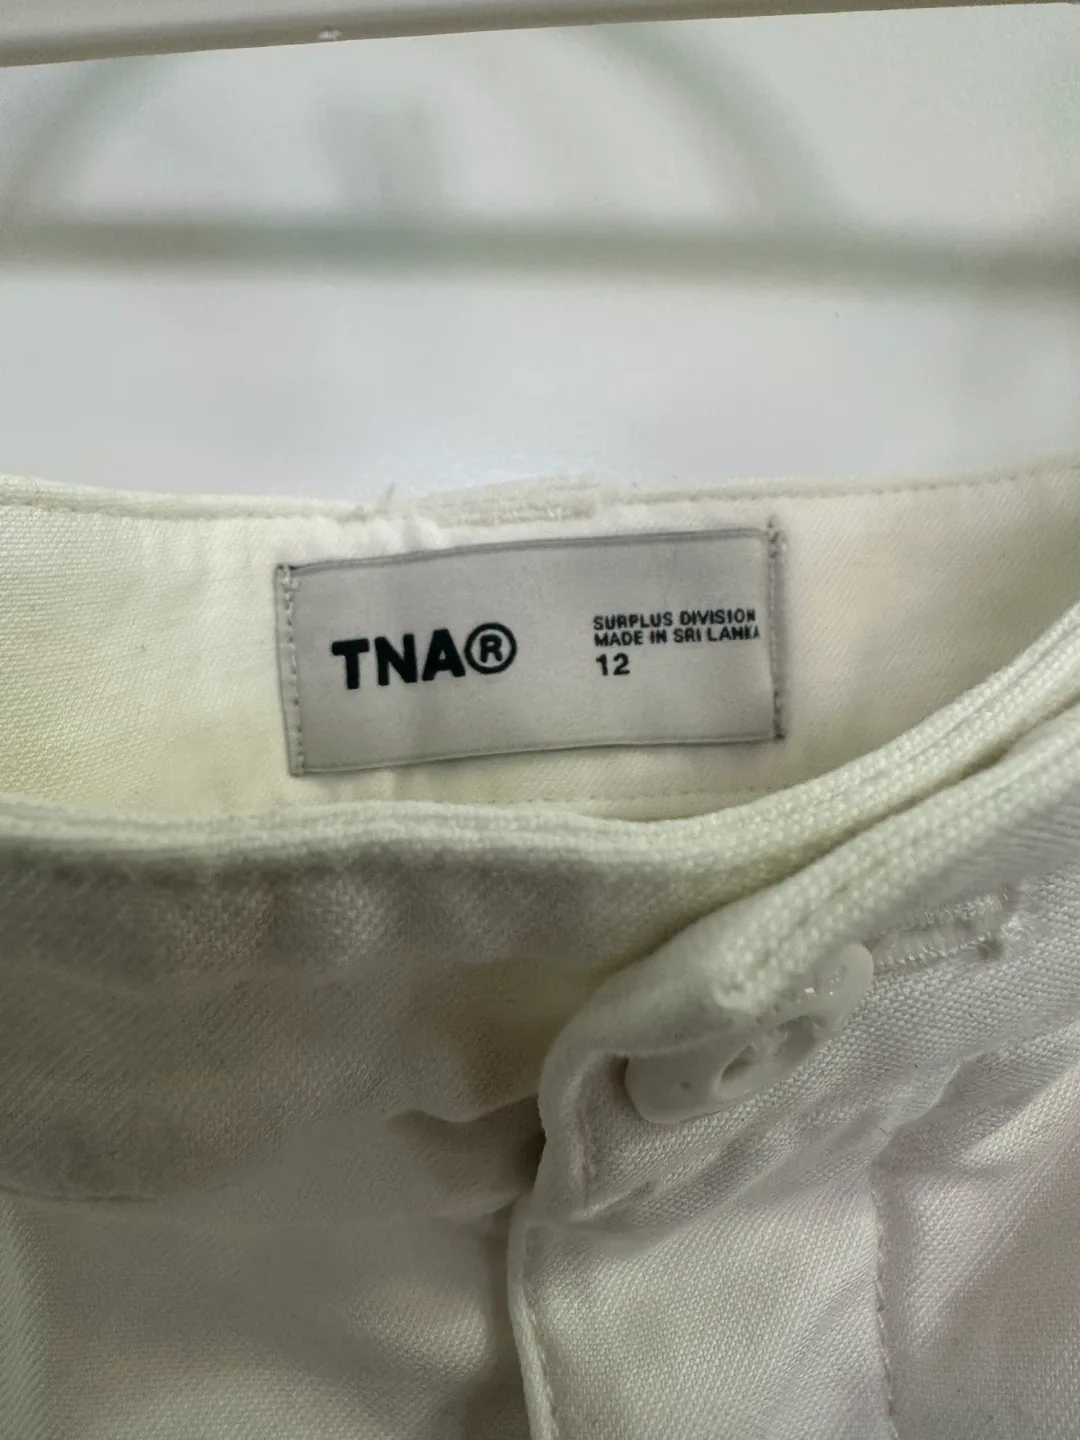 TNA®
SURPLUS DIVISION
MADE IN SRI LANKA
12